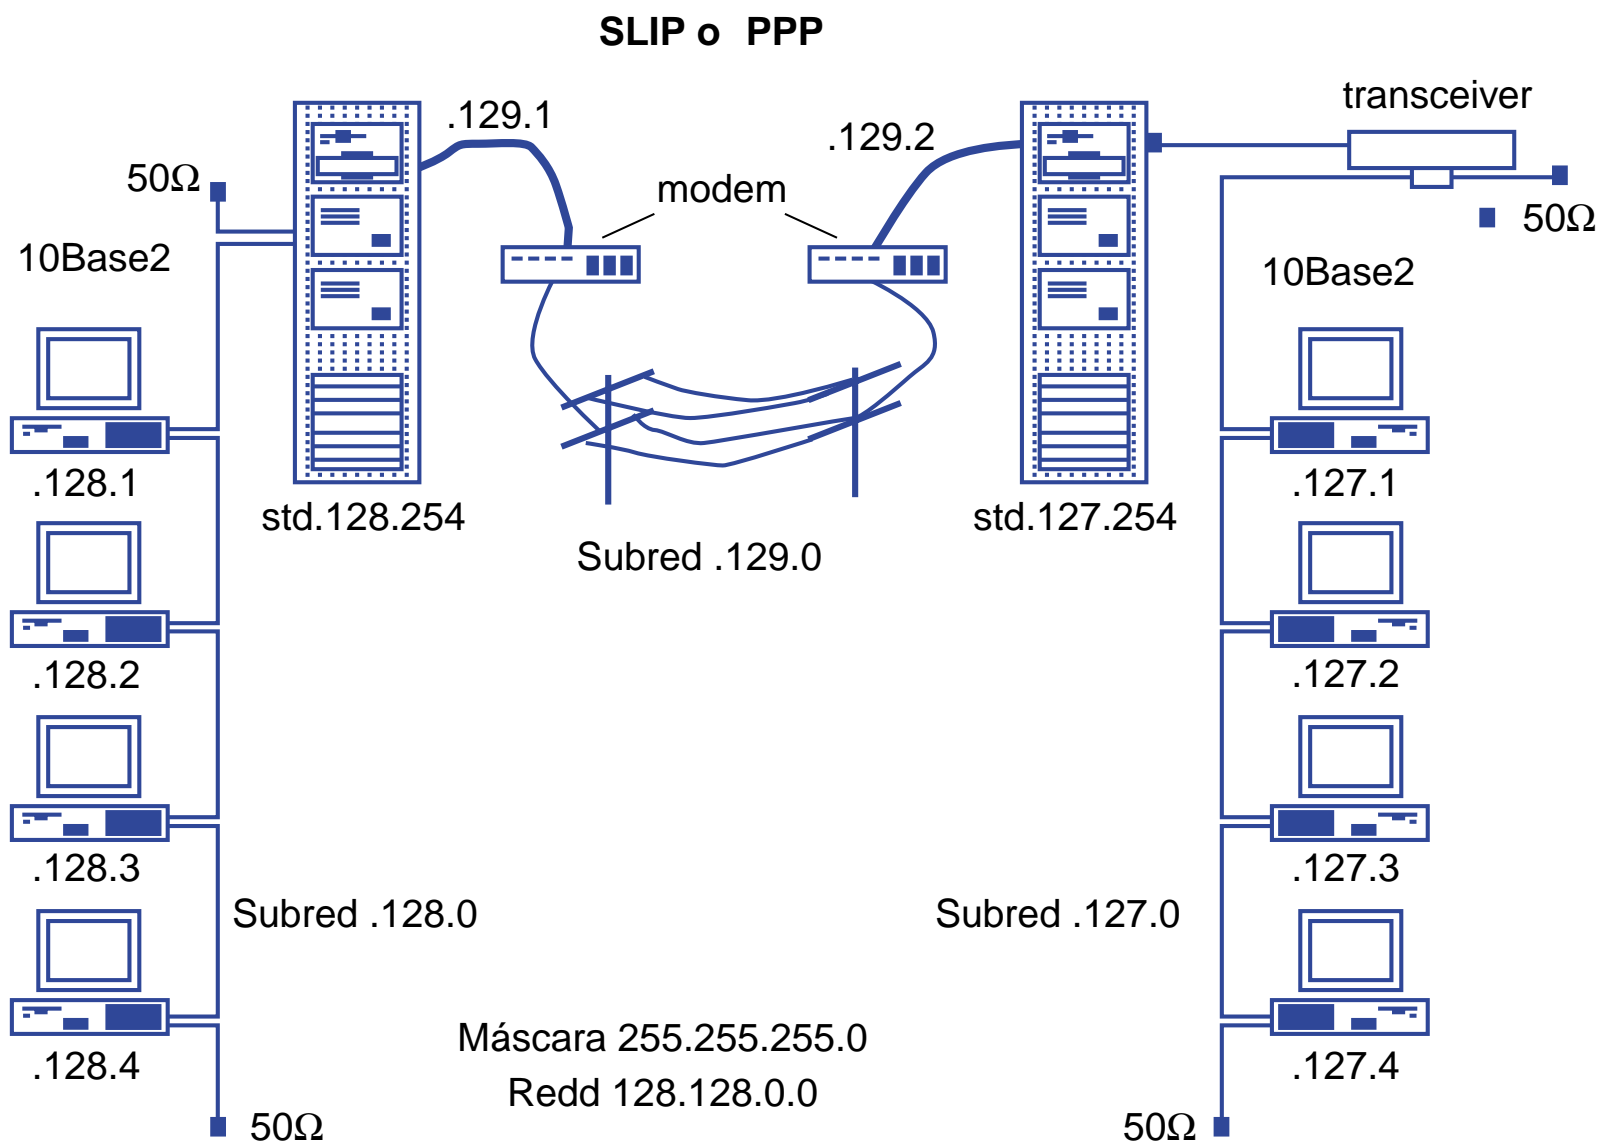 SLIP o PPP
transceiver
.129.1
.129.2
50Ω
modem
50Ω
10Base2
10Base2
.128.1
.127.1
std.128.254
std.127.254
Subred .129.0
.128.2
.127.2
.128.3
.127.3
Subred .128.0
Subred .127.0
Máscara 255.255.255.0
.128.4
.127.4
Redd 128.128.0.0
50Ω
50Ω